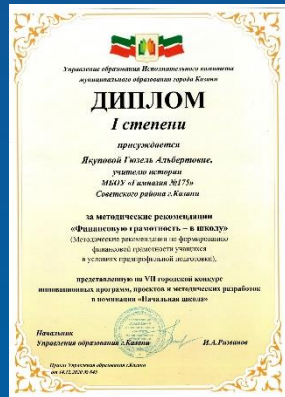 Управление образования Исполнительного комитета
муниципального образования города Казани
ДИПЛОМ
I степени
присуждается
Якуповой Гюзель Альбертовне,
учителю истории
МБОУ «Гимназия №175»
Советского района г.Казани
за методические рекомендации
«Финансовую грамотность – в школу»
(Методические рекомендации по формированию
финансовой грамотности учащихся
в условиях предпрофильной подготовки),
представленную на VII городской конкурс
инновационных программ, проектов и методических разработок
в номинации «Начальная школа»
Начальник
Управления образования г.Казани И.А.Ризванов
Приказ Управления образования г.Казани